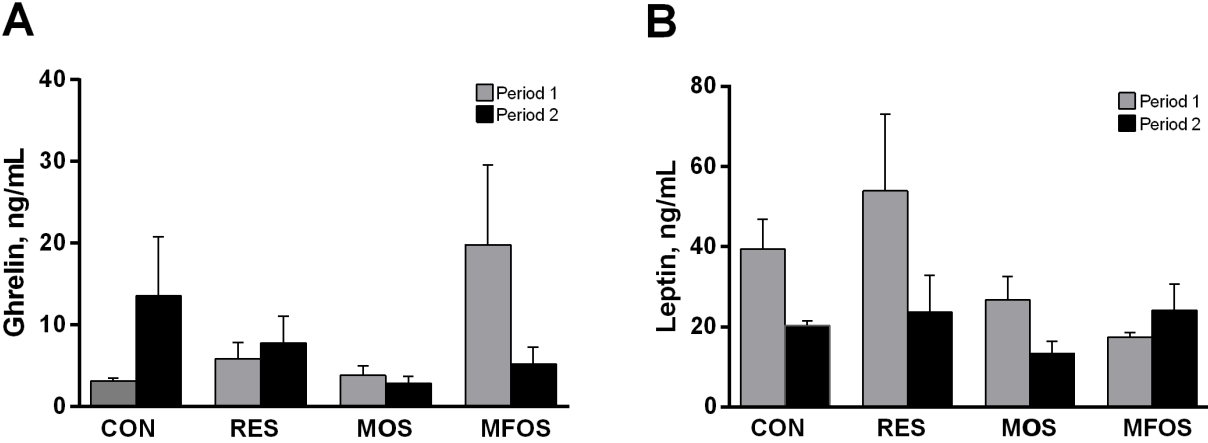 A
Ghrelin, ng/mL
40
30
20
10
0
Period 1
Period 2
CON
RES
MOS
MFOS
B
Leptin, ng/mL
80
60
40
20
0
Period 1
Period 2
CON
RES
MOS
MFOS